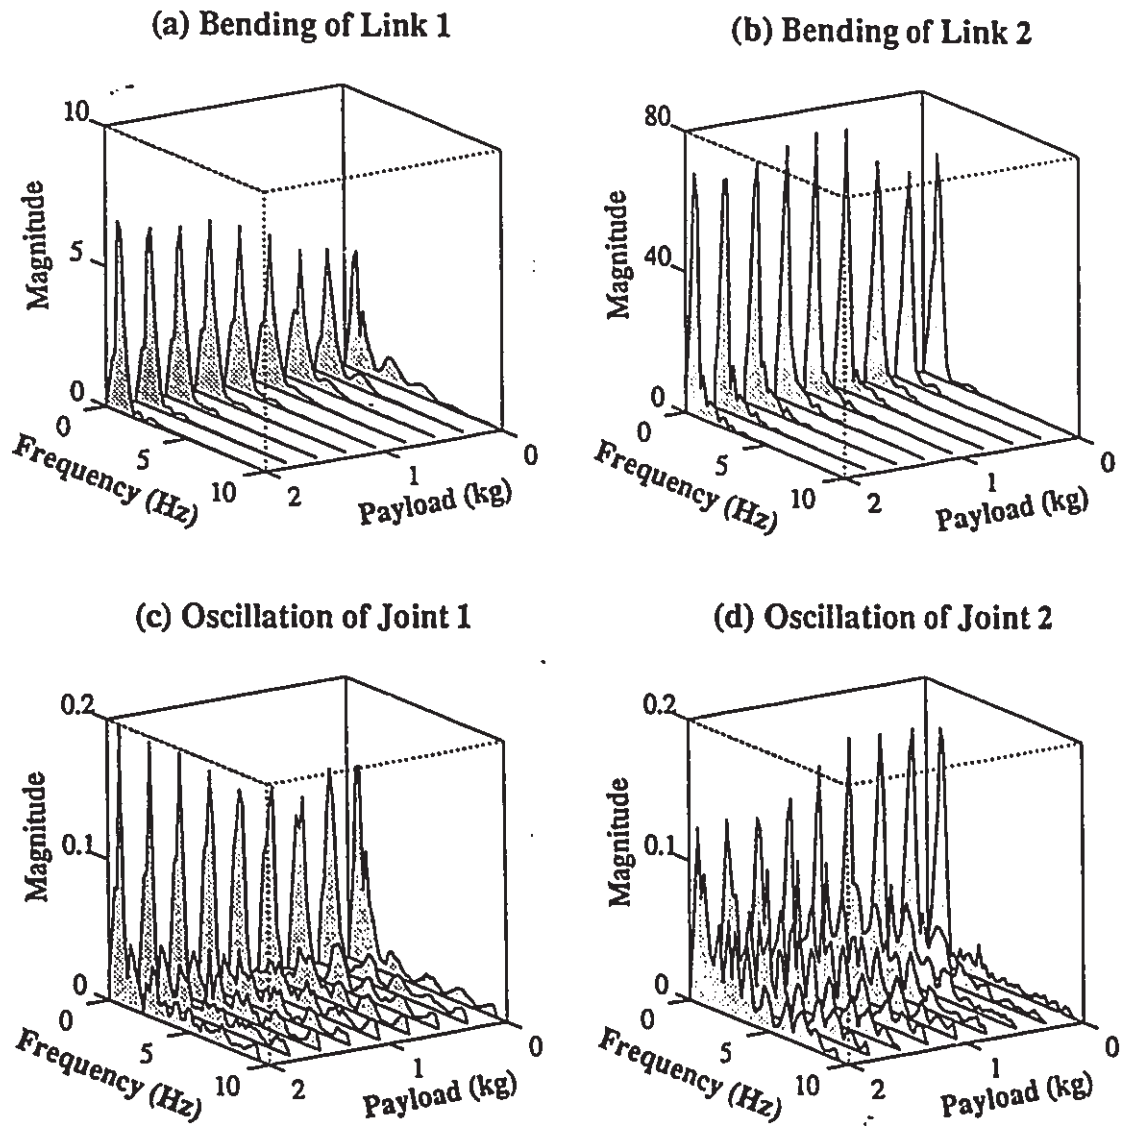 (a) Bending of Link 1
10
5
0
Magnitude
0
5
10
Frequency (Hz)
2
1
0
Payload (kg)
(b) Bending of Link 2
80
40
0
Magnitude
0
5
10
Frequency (Hz)
2
1
0
Payload (kg)
(c) Oscillation of Joint 1
0.2
0.1
0
Magnitude
0
5
10
Frequency (Hz)
2
1
0
Payload (kg)
(d) Oscillation of Joint 2
0.2
0.1
0
Magnitude
0
5
10
Frequency (Hz)
2
1
0
Payload (kg)